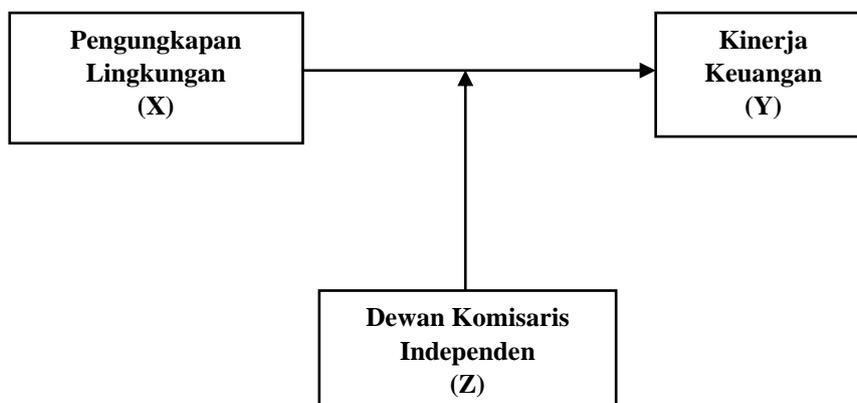 Pengungkapan
Lingkungan
(X)
Kinerja
Keuangan
(Y)
Dewan Komisaris
Independen
(Z)